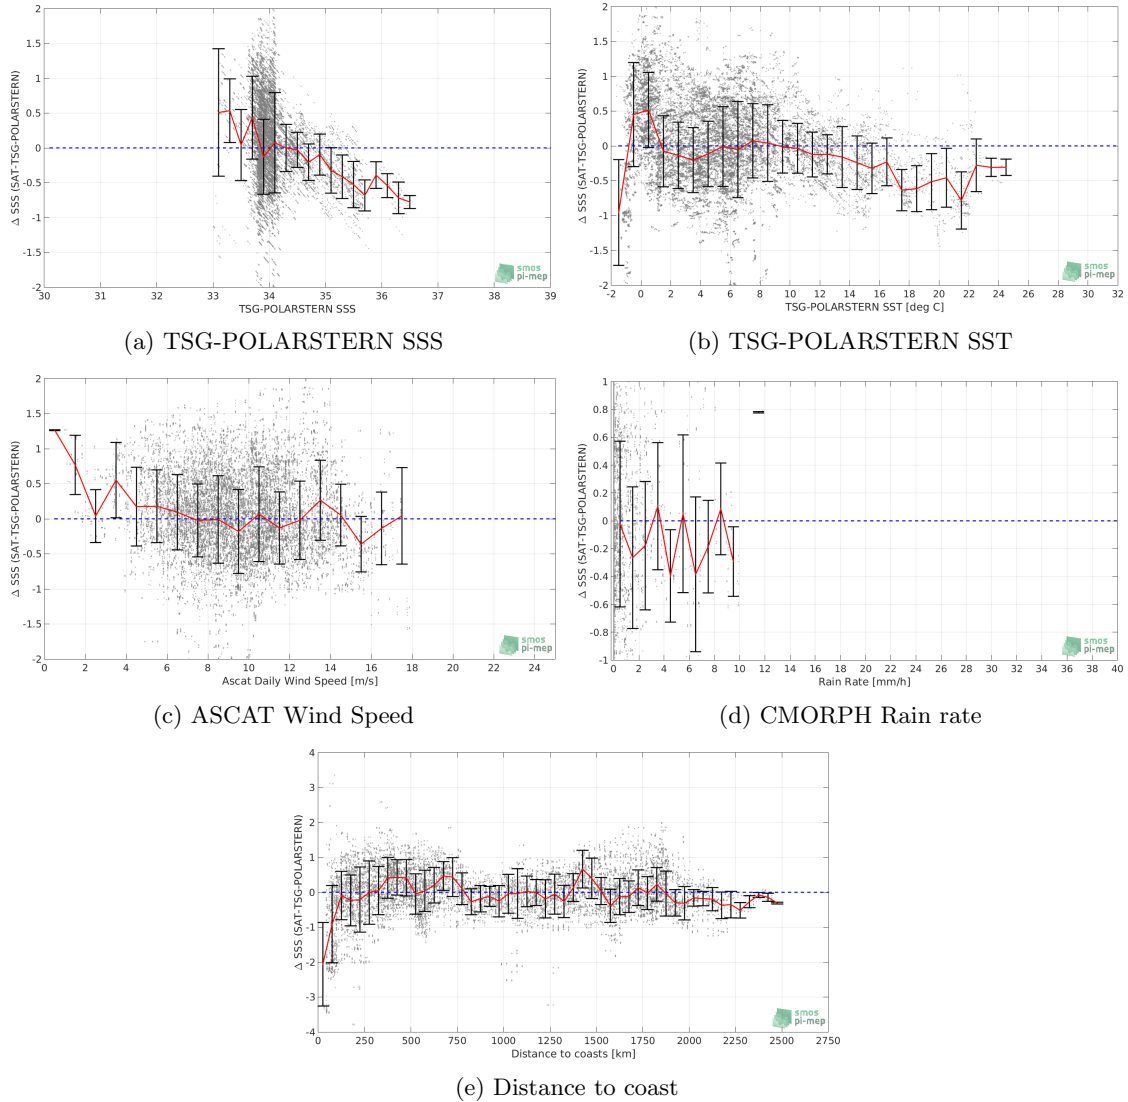 Δ SSS (SAT-TSG-POLARSTERN)
2
1.5
1
0.5
0
-0.5
-1
-1.5
-2
30 31 32 33 34 35 36 37 38 39
TSG-POLARSTERN SSS
smos
pi-mep
(a) TSG-POLARSTERN SSS
Δ SSS (SAT-TSG-POLARSTERN)
2
1.5
1
0.5
0
-0.5
-1
-1.5
-2
-2 0 2 4 6 8 10 12 14 16 18 20 22 24 26 28 30 32
TSG-POLARSTERN SST [deg C]
smos
pi-mep
(b) TSG-POLARSTERN SST
Δ SSS (SAT-TSG-POLARSTERN)
2
1.5
1
0.5
0
-0.5
-1
-1.5
-2
0 2 4 6 8 10 12 14 16 18 20 22 24
Ascat Daily Wind Speed [m/s]
smos
pi-mep
(c) ASCAT Wind Speed
Δ SSS (SAT-TSG-POLARSTERN)
1
0.8
0.6
0.4
0.2
0
-0.2
-0.4
-0.6
-0.8
-1
0 2 4 6 8 10 12 14 16 18 20 22 24 26 28 30 32 34 36 38 40
Rain Rate [mm/h]
smos
pi-mep
(d) CMORPH Rain rate
Δ SSS (SAT-TSG-POLARSTERN)
4
3
2
1
0
-1
-2
-3
-4
0 250 500 750 1000 1250 1500 1750 2000 2250 2500 2750
Distance to coasts [km]
smos
pi-mep
(e) Distance to coast